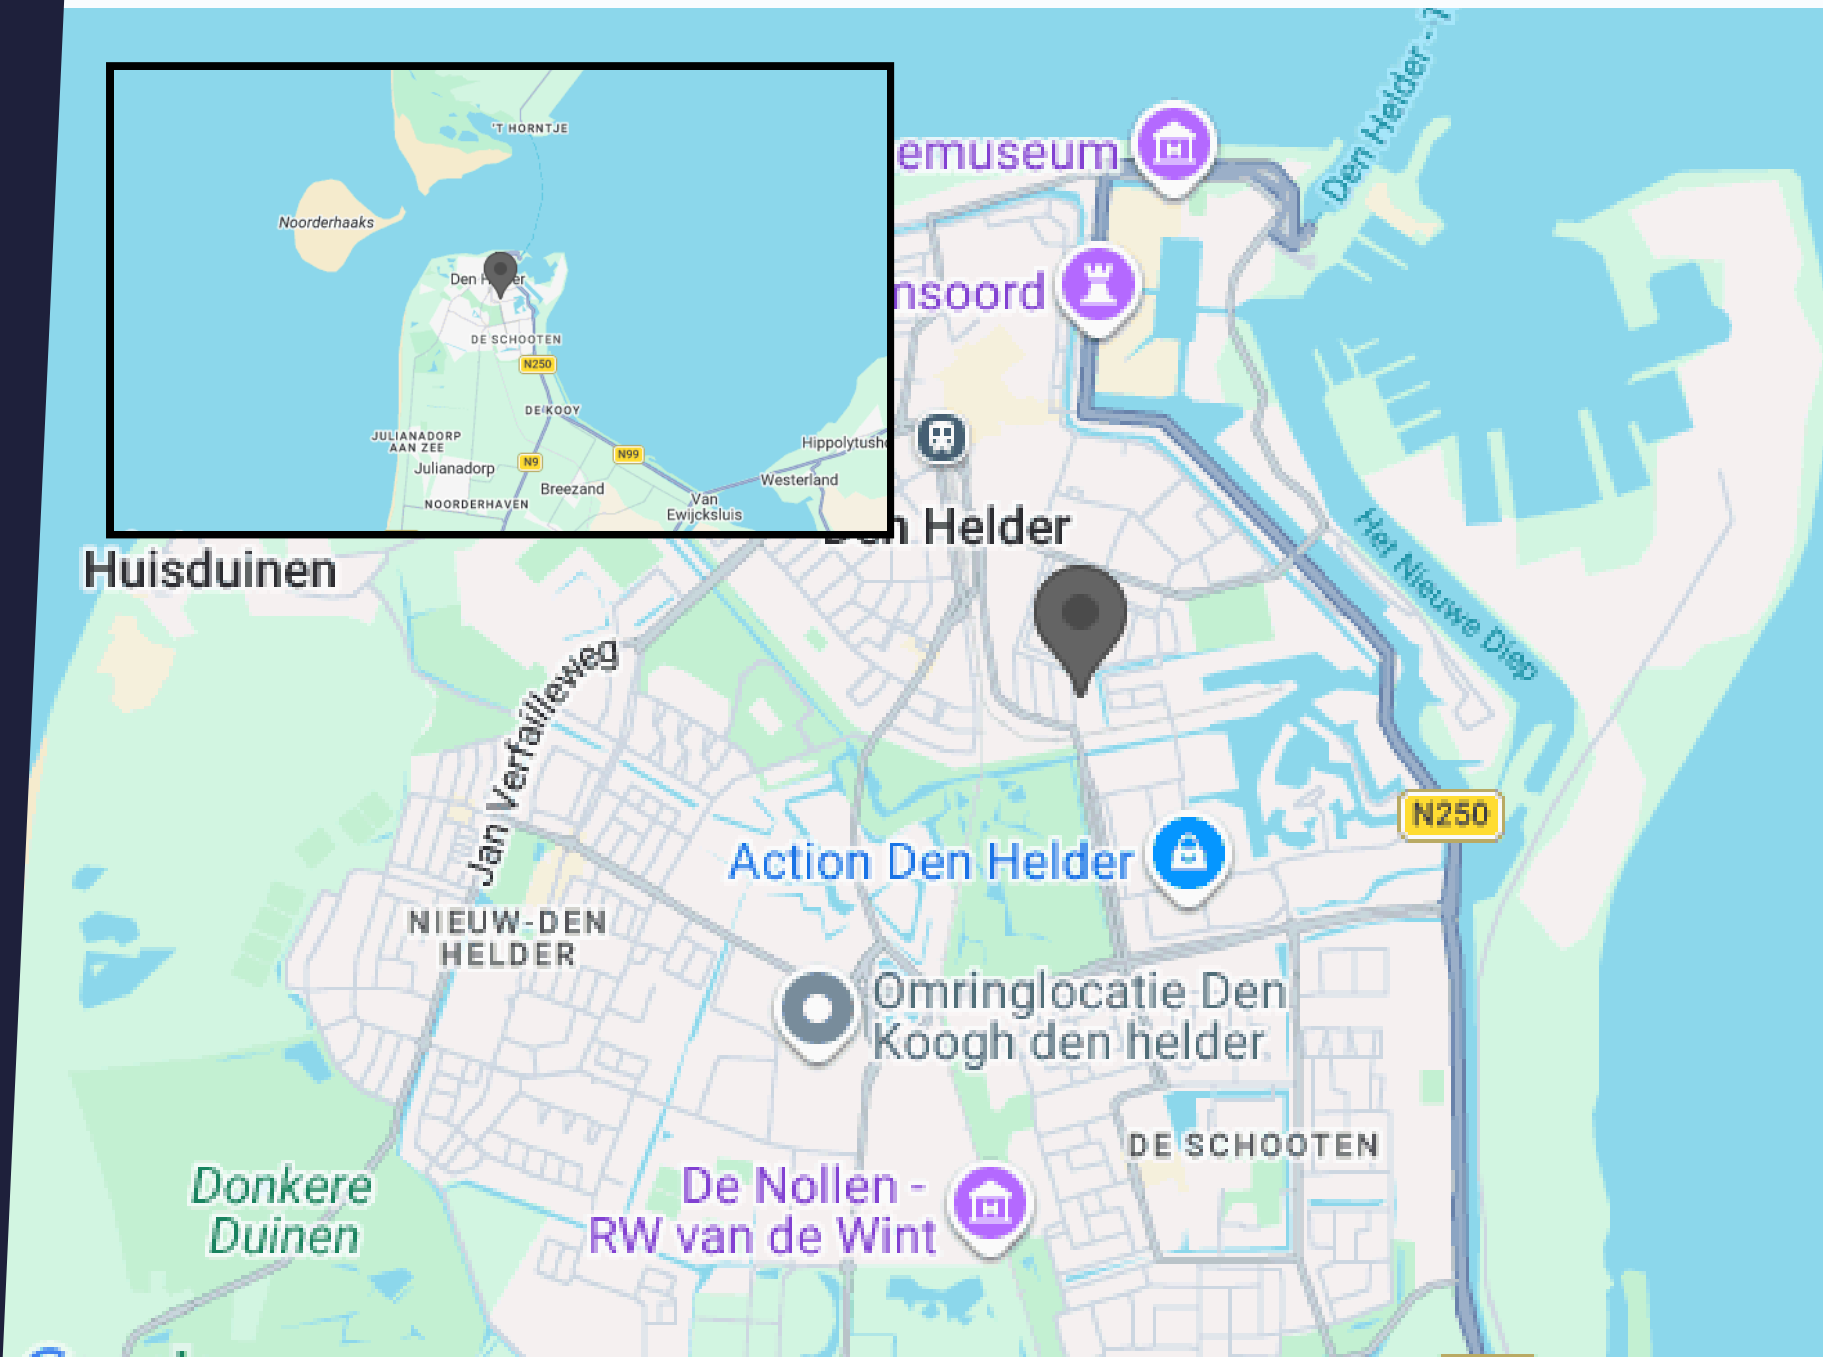 'T HORNTJE
Noorderhaaks
Den Helder
DE SCHOOTEN
N250
DE KOOY
JULIANADORP
AAN ZEE
Julianadorp
N9
N99
Hippolytush
Westerland
Breezand
NOORDERHAVEN
Van
Ewijcksluis
emuseum
Den Helder -
nsoord
Den Helder
Huisduinen
Het Nieuwe Diep
Jan Verfailleweg
N250
Action Den Helder
NIEUW-DEN
HELDER
Omringlocatie Den
Koogh den helder
DE SCHOOTEN
Donkere
Duinen
De Nollen -
RW van de Wint